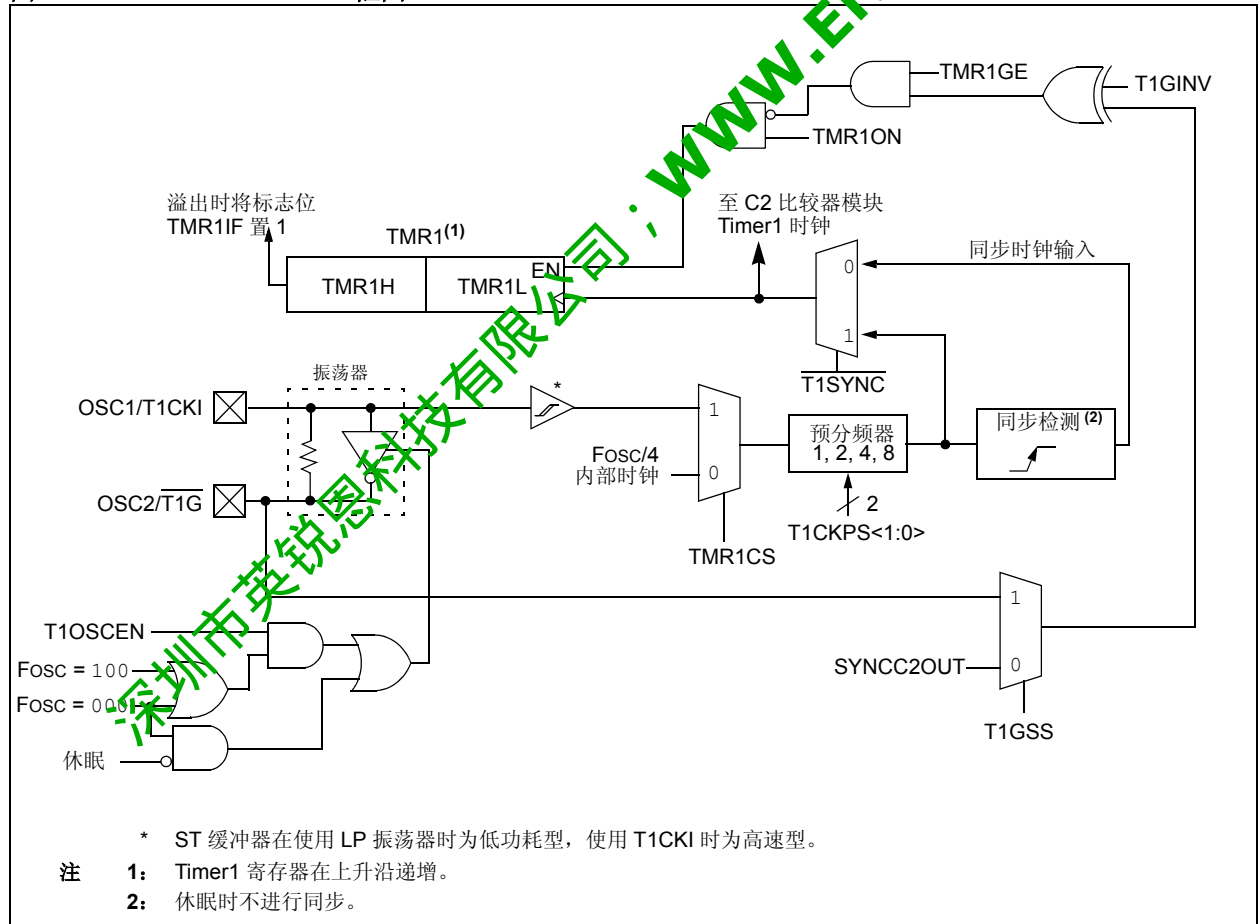 TMR1GE
T1GINV
TMR1ON
溢出时将标志位
TMR1IF 置 1
至 C2 比较器模块
Timer1 时钟
TMR1(1)
EN
TMR1H
TMR1L
0
同步时钟输入
1
T1SYNC
振荡器
*
OSC1/T1CKI
1
FOSC/4
内部时钟
0
预分频器
1, 2, 4, 8
同步检测 (2)
OSC2/T1G
2
T1CKPS<1:0>
TMR1CS
1
T1OSCEN
SYNCC2OUT
0
FOSC = 100
FOSC = 000
T1GSS
休眠
深圳市英锐恩科技有限公司；WWW.
* ST 缓冲器在使用 LP 振荡器时为低功耗型，使用 T1CKI 时为高速型。
注 1： Timer1 寄存器在上升沿递增。
2： 休眠时不进行同步。